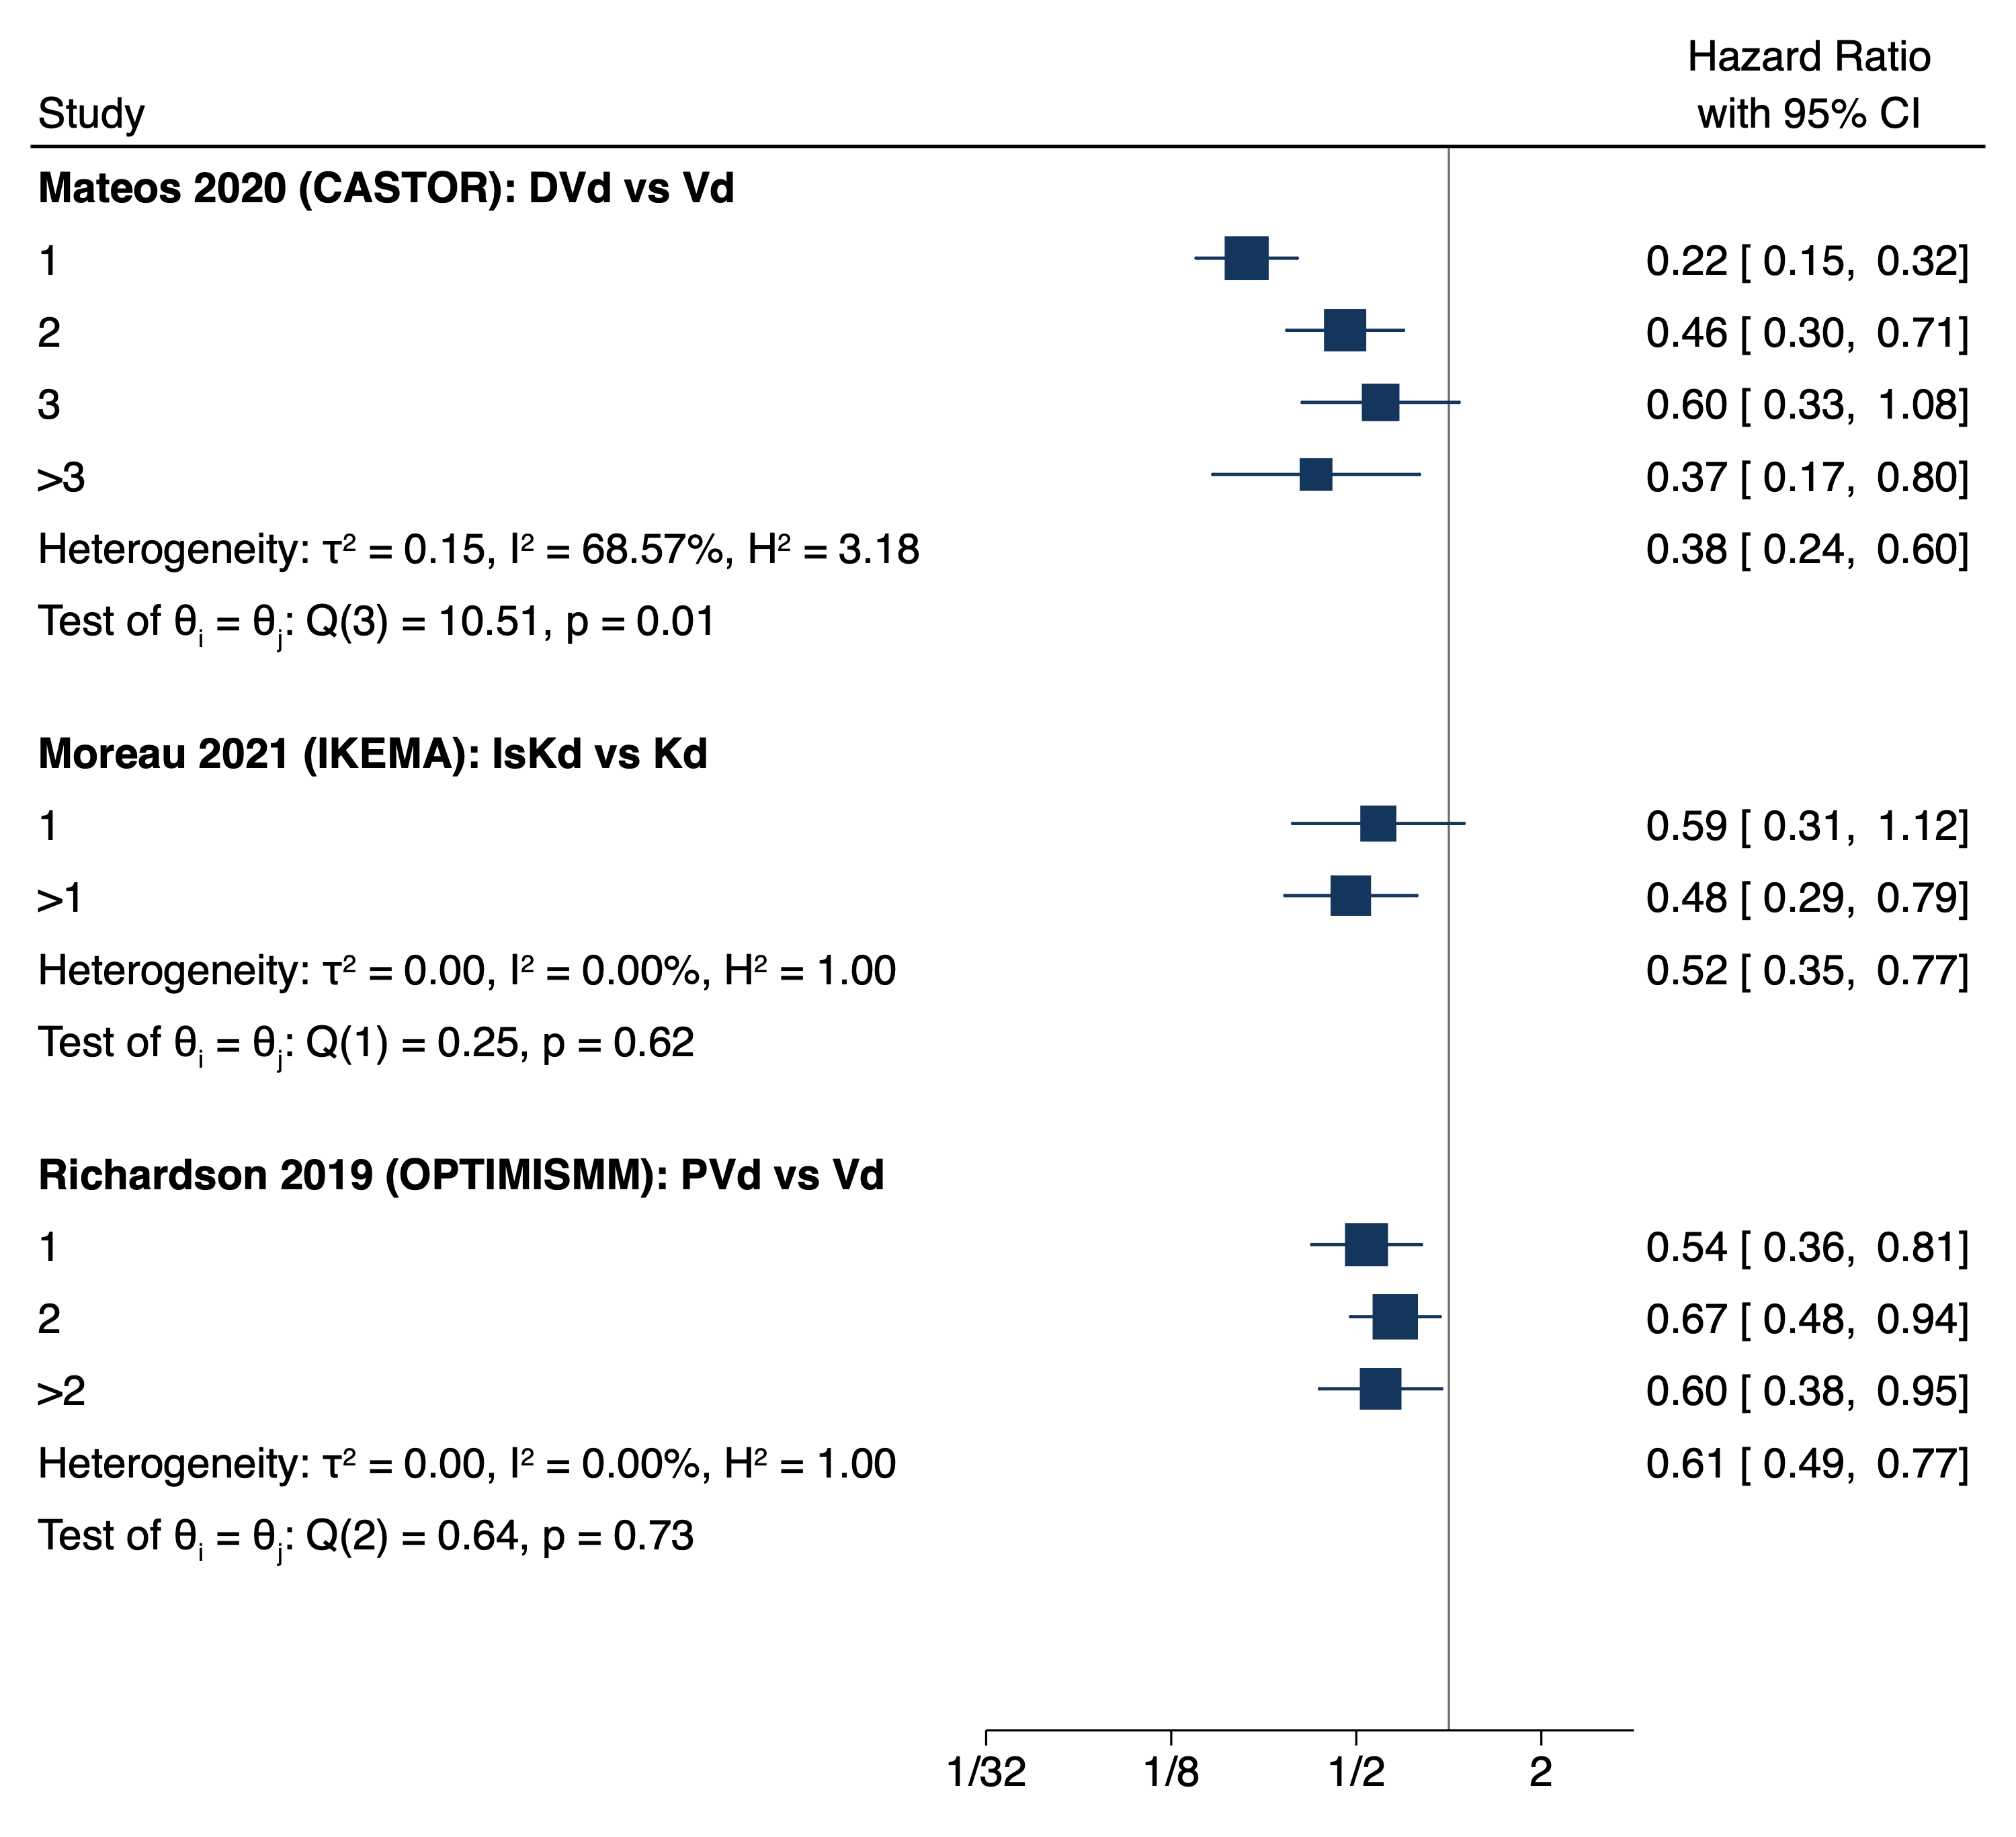 Hazard Ratio
Study with 95% CI
Mateos 2020 (CASTOR): DVd vs Vd
1 0.22 [ 0.15, 0.32]
2 0.46 [ 0.30, 0.71]
3 0.60 [ 0.33, 1.08]
>3 0.37 [ 0.17, 0.80]
Heterogeneity: τ² = 0.15, I² = 68.57%, H² = 3.18 0.38 [ 0.24, 0.60]
Test of θᵢ = θⱼ: Q(3) = 10.51, p = 0.01
Moreau 2021 (IKEMA): IsKd vs Kd
1 0.59 [ 0.31, 1.12]
>1 0.48 [ 0.29, 0.79]
Heterogeneity: τ² = 0.00, I² = 0.00%, H² = 1.00 0.52 [ 0.35, 0.77]
Test of θᵢ = θⱼ: Q(1) = 0.25, p = 0.62
Richardson 2019 (OPTIMISMM): PVd vs Vd
1 0.54 [ 0.36, 0.81]
2 0.67 [ 0.48, 0.94]
>2 0.60 [ 0.38, 0.95]
Heterogeneity: τ² = 0.00, I² = 0.00%, H² = 1.00 0.61 [ 0.49, 0.77]
Test of θᵢ = θⱼ: Q(2) = 0.64, p = 0.73
1/32 1/8 1/2 2